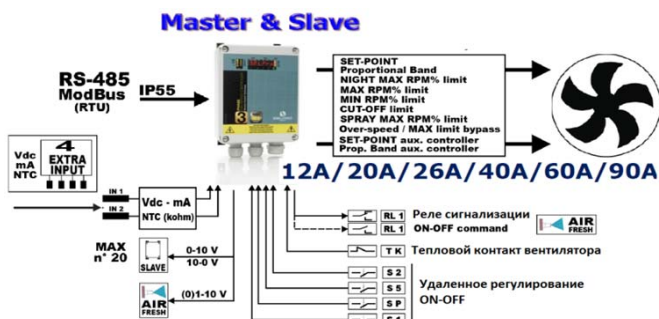 Master & Slave
RS-485
ModBus
(RTU)
IP55
SET-POINT
Proportional Band
NIGHT MAX RPM% limit
MAX RPM% limit
MIN RPM% limit
CUT-OFF limit
SPRAY MAX RPM% limit
Over-speed / MAX limit bypass
SET-POINT aux. controller
Prop. Band aux. controller
12A/20A/26A/40A/60A/90A
Vdc
mA
NTC
4
EXTRA
INPUT
IN 1
IN 2
Vdc - mA
NTC (kohm)
MAX
n° 20
SLAVE
0-10 V
10-0 V
AIR
FRESH
(0)1-10 V
RL 1 Реле сигнализации
RL 1 ON-OFF command
AIR
FRESH
T K Тепловой контакт вентилятора
S 2
S 5
S P
Удаленное регулирование
ON-OFF